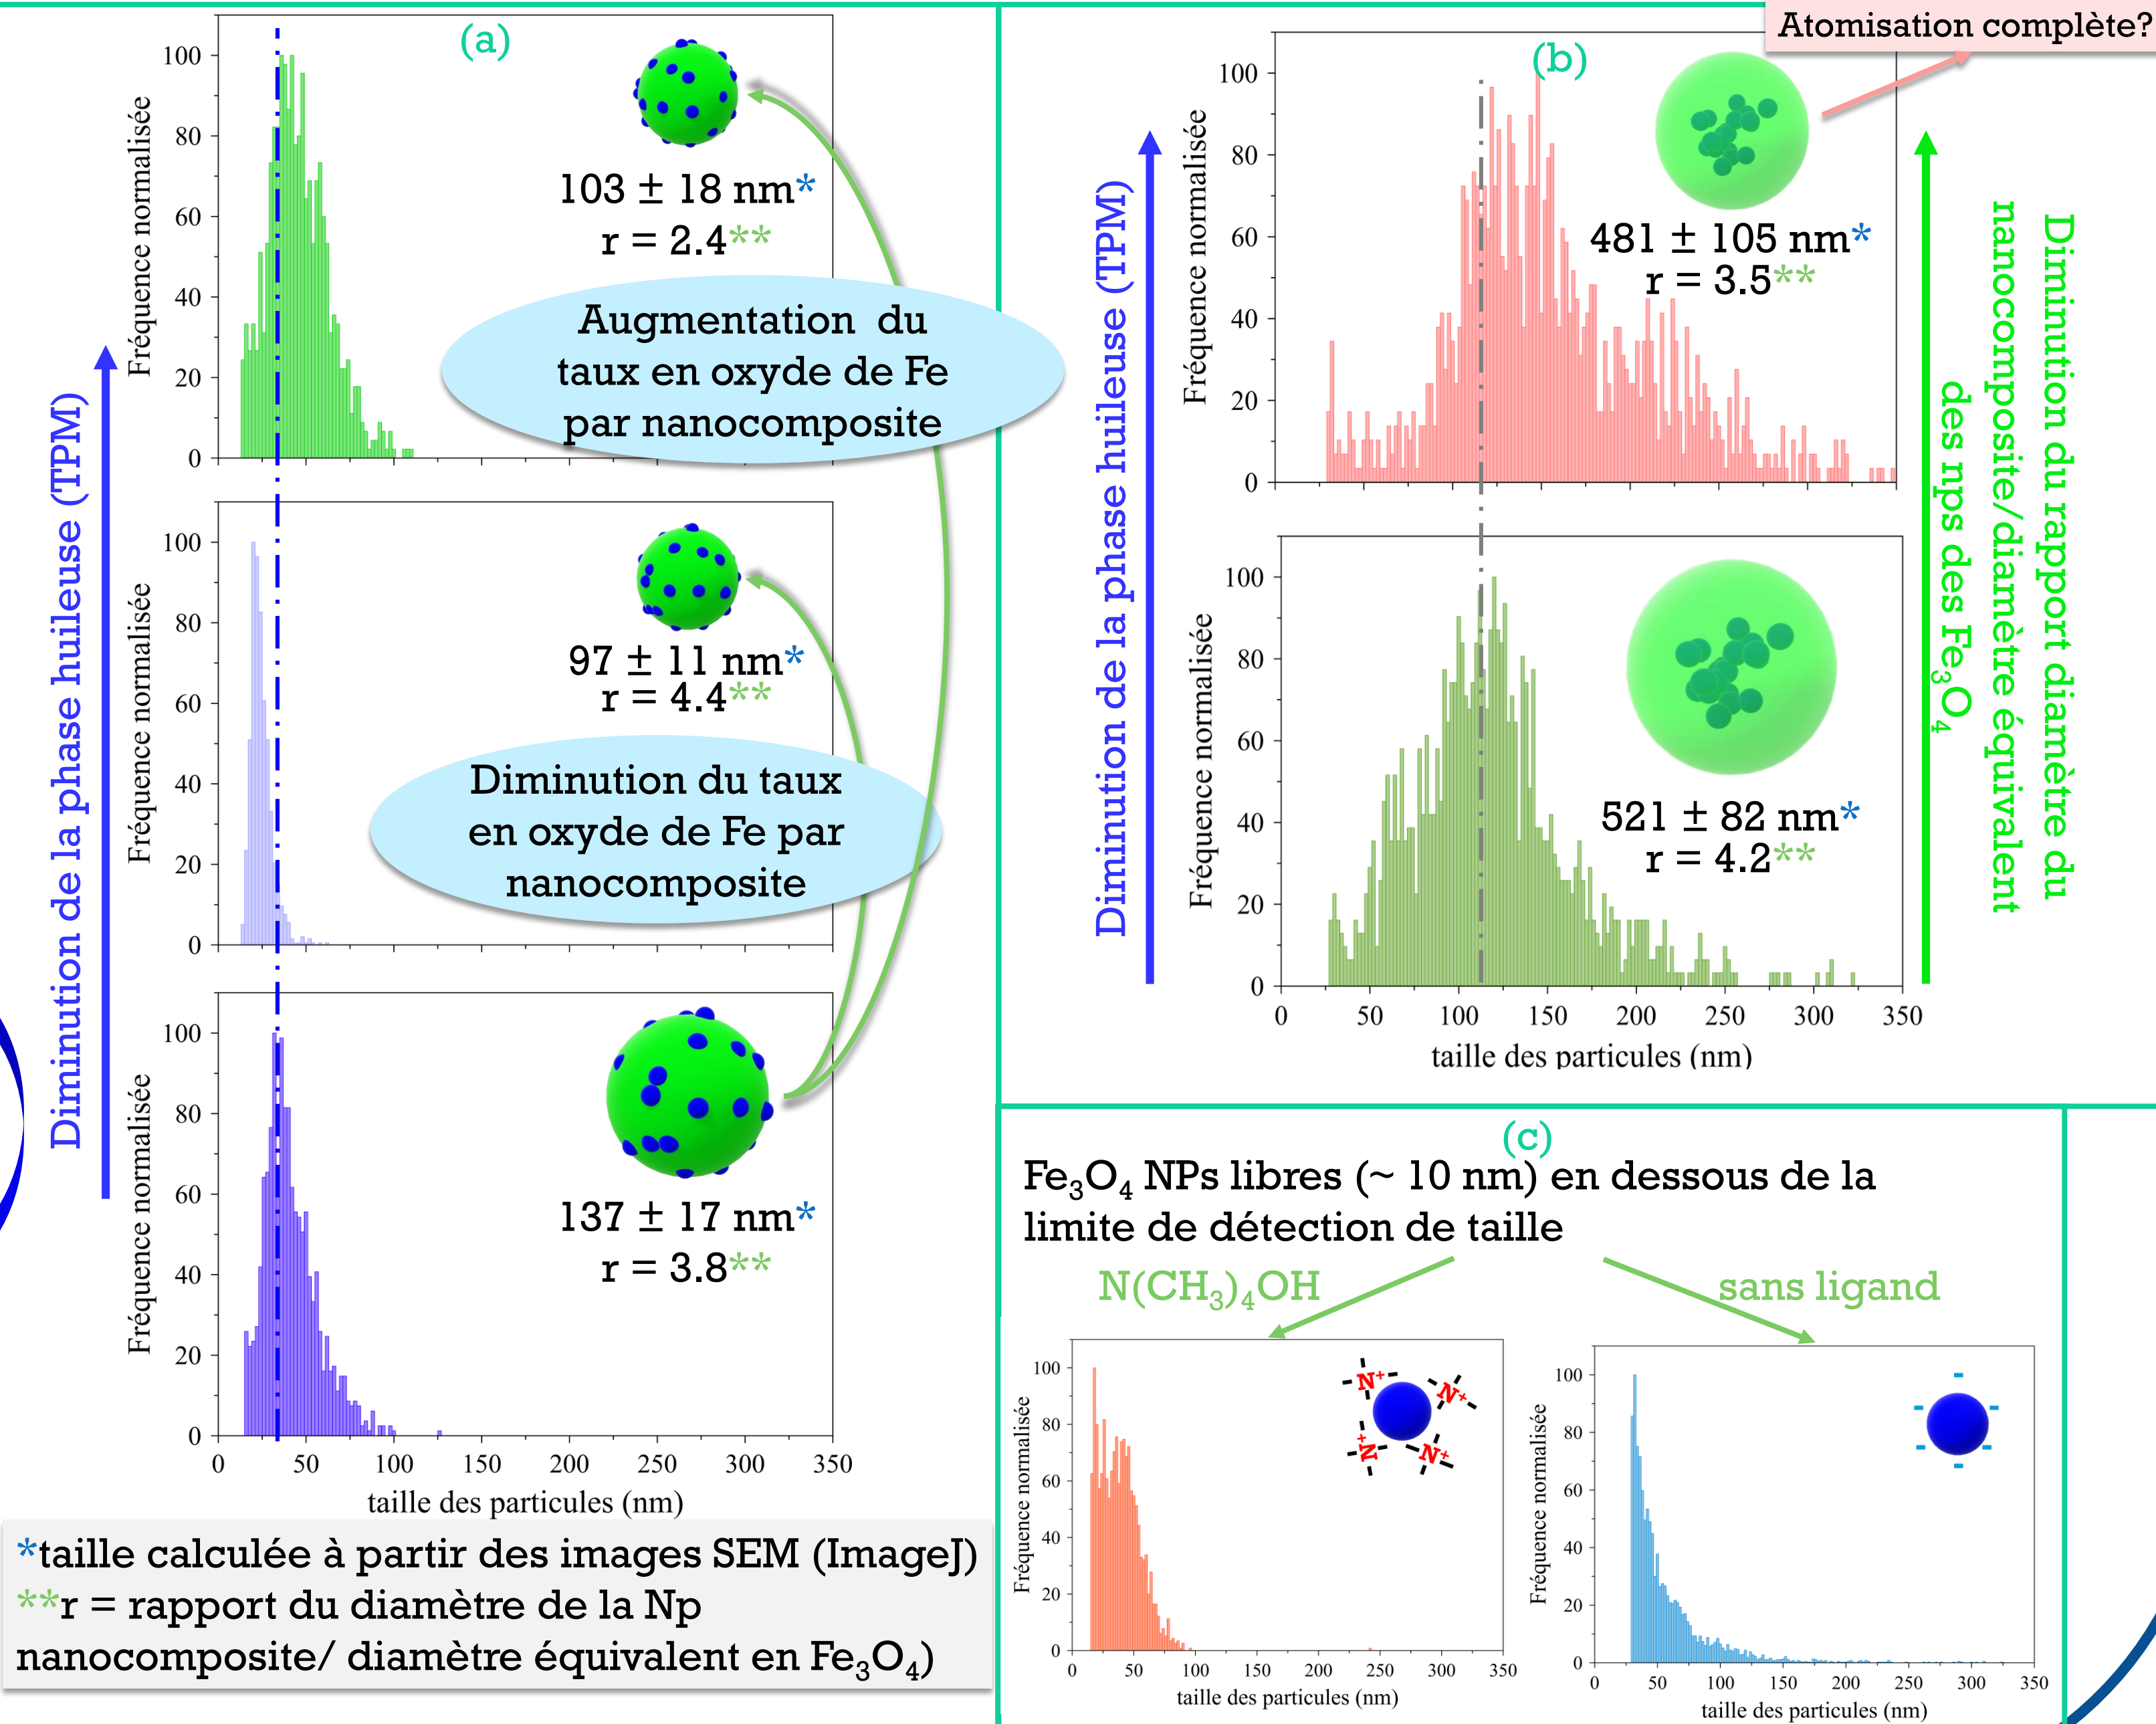 (a)
Fréquence normalisée
100
80
60
40
20
0
103 ± 18 nm*
r = 2.4**
Augmentation du
taux en oxyde de Fe
par nanocomposite
Diminution de la phase huileuse (TPM)
Fréquence normalisée
100
80
60
40
20
0
97 ± 11 nm*
r = 4.4**
Diminution du taux
en oxyde de Fe par
nanocomposite
Fréquence normalisée
100
80
60
40
20
0
137 ± 17 nm*
r = 3.8**
0 50 100 150 200 250 300 350
taille des particules (nm)
*taille calculée à partir des images SEM (ImageJ)
**r = rapport du diamètre de la Np
nanocomposite/ diamètre équivalent en Fe₃O₄)
Atomisation complète?
(b)
Diminution de la phase huileuse (TPM)
Fréquence normalisée
100
80
60
40
20
0
481 ± 105 nm*
r = 3.5**
Diminution du rapport diamètre du
nanocomposite/diamètre équivalent
des nps des Fe₃O₄
Fréquence normalisée
100
80
60
40
20
0
521 ± 82 nm*
r = 4.2**
0 50 100 150 200 250 300 350
taille des particules (nm)
(c)
Fe₃O₄ NPs libres (~ 10 nm) en dessous de la
limite de détection de taille
N(CH₃)₄OH
sans ligand
Fréquence normalisée
100
80
60
40
20
0
N⁺
N⁺
N⁺
N⁺
0 50 100 150 200 250 300 350
taille des particules (nm)
Fréquence normalisée
100
80
60
40
20
0
0 50 100 150 200 250 300 350
taille des particules (nm)